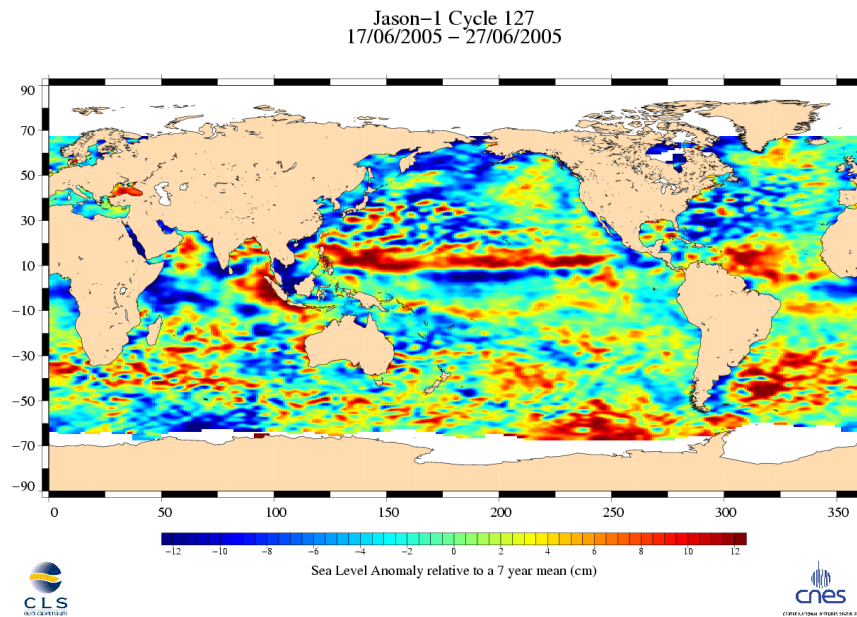 Jason-1 Cycle 127
17/06/2005 - 27/06/2005
90
70
50
30
10
-10
-30
-50
-70
-90
0 50 100 150 200 250 300 350
-12 -10 -8 -6 -4 -2 0 2 4 6 8 10 12
Sea Level Anomaly relative to a 7 year mean (cm)
CLS
cnes